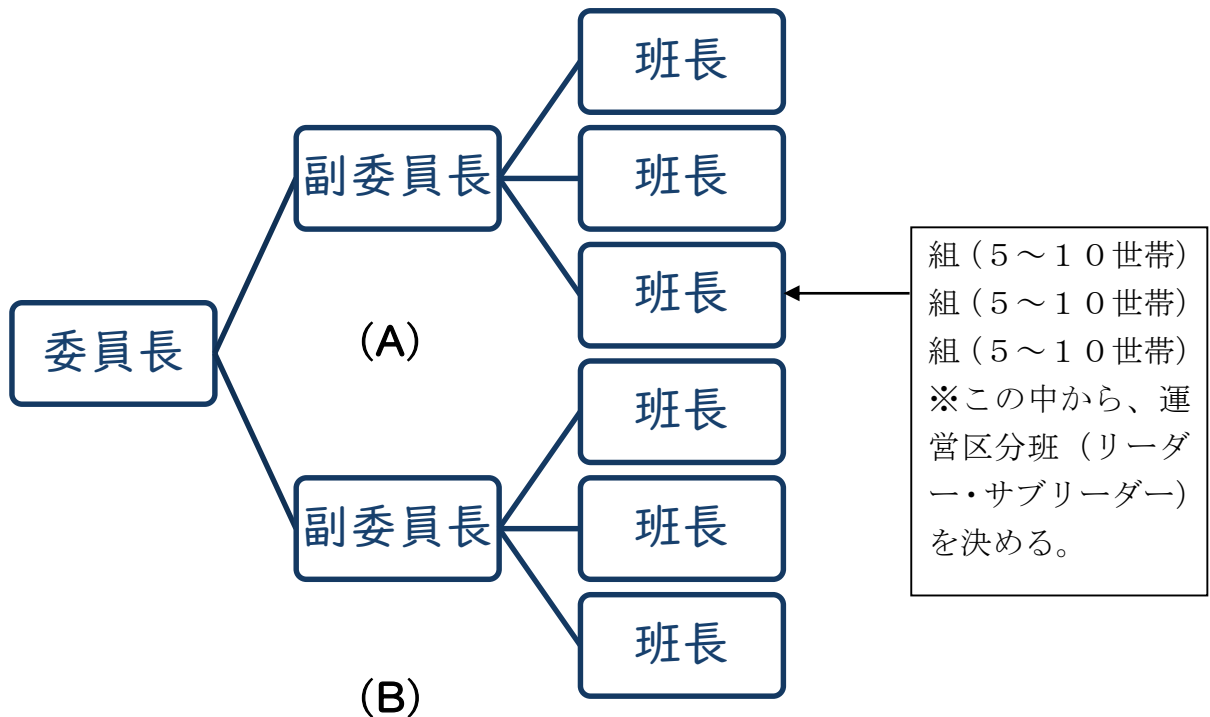 班長
副委員長
班長
班長
組（５～１０世帯）
組（５～１０世帯）
組（５～１０世帯）
※この中から、運
営区分班（リーダ
ー・サブリーダー）
を決める。
委員長
（A）
班長
副委員長
班長
班長
（B）